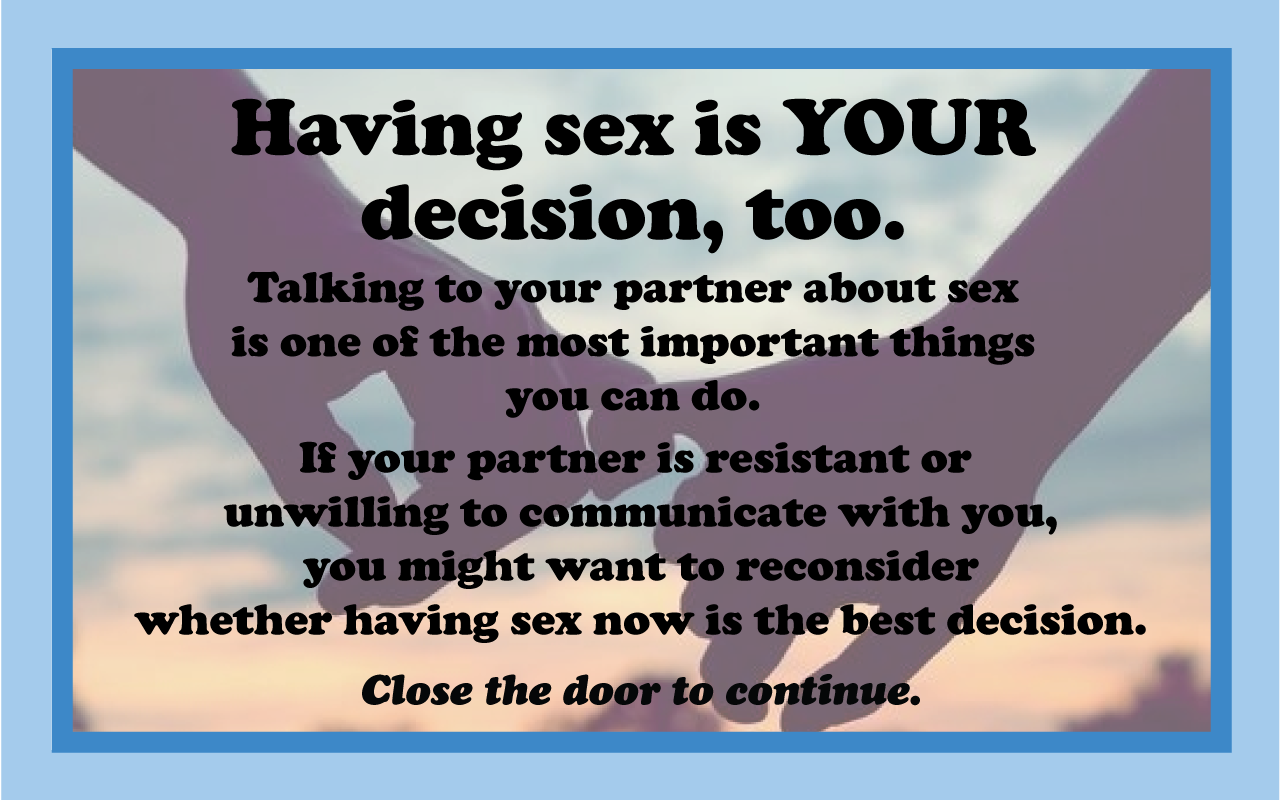 Having sex is YOUR
decision, too.
Talking to your partner about sex
is one of the most important things
you can do.
If your partner is resistant or
unwilling to communicate with you,
you might want to reconsider
whether having sex now is the best decision.
Close the door to continue.